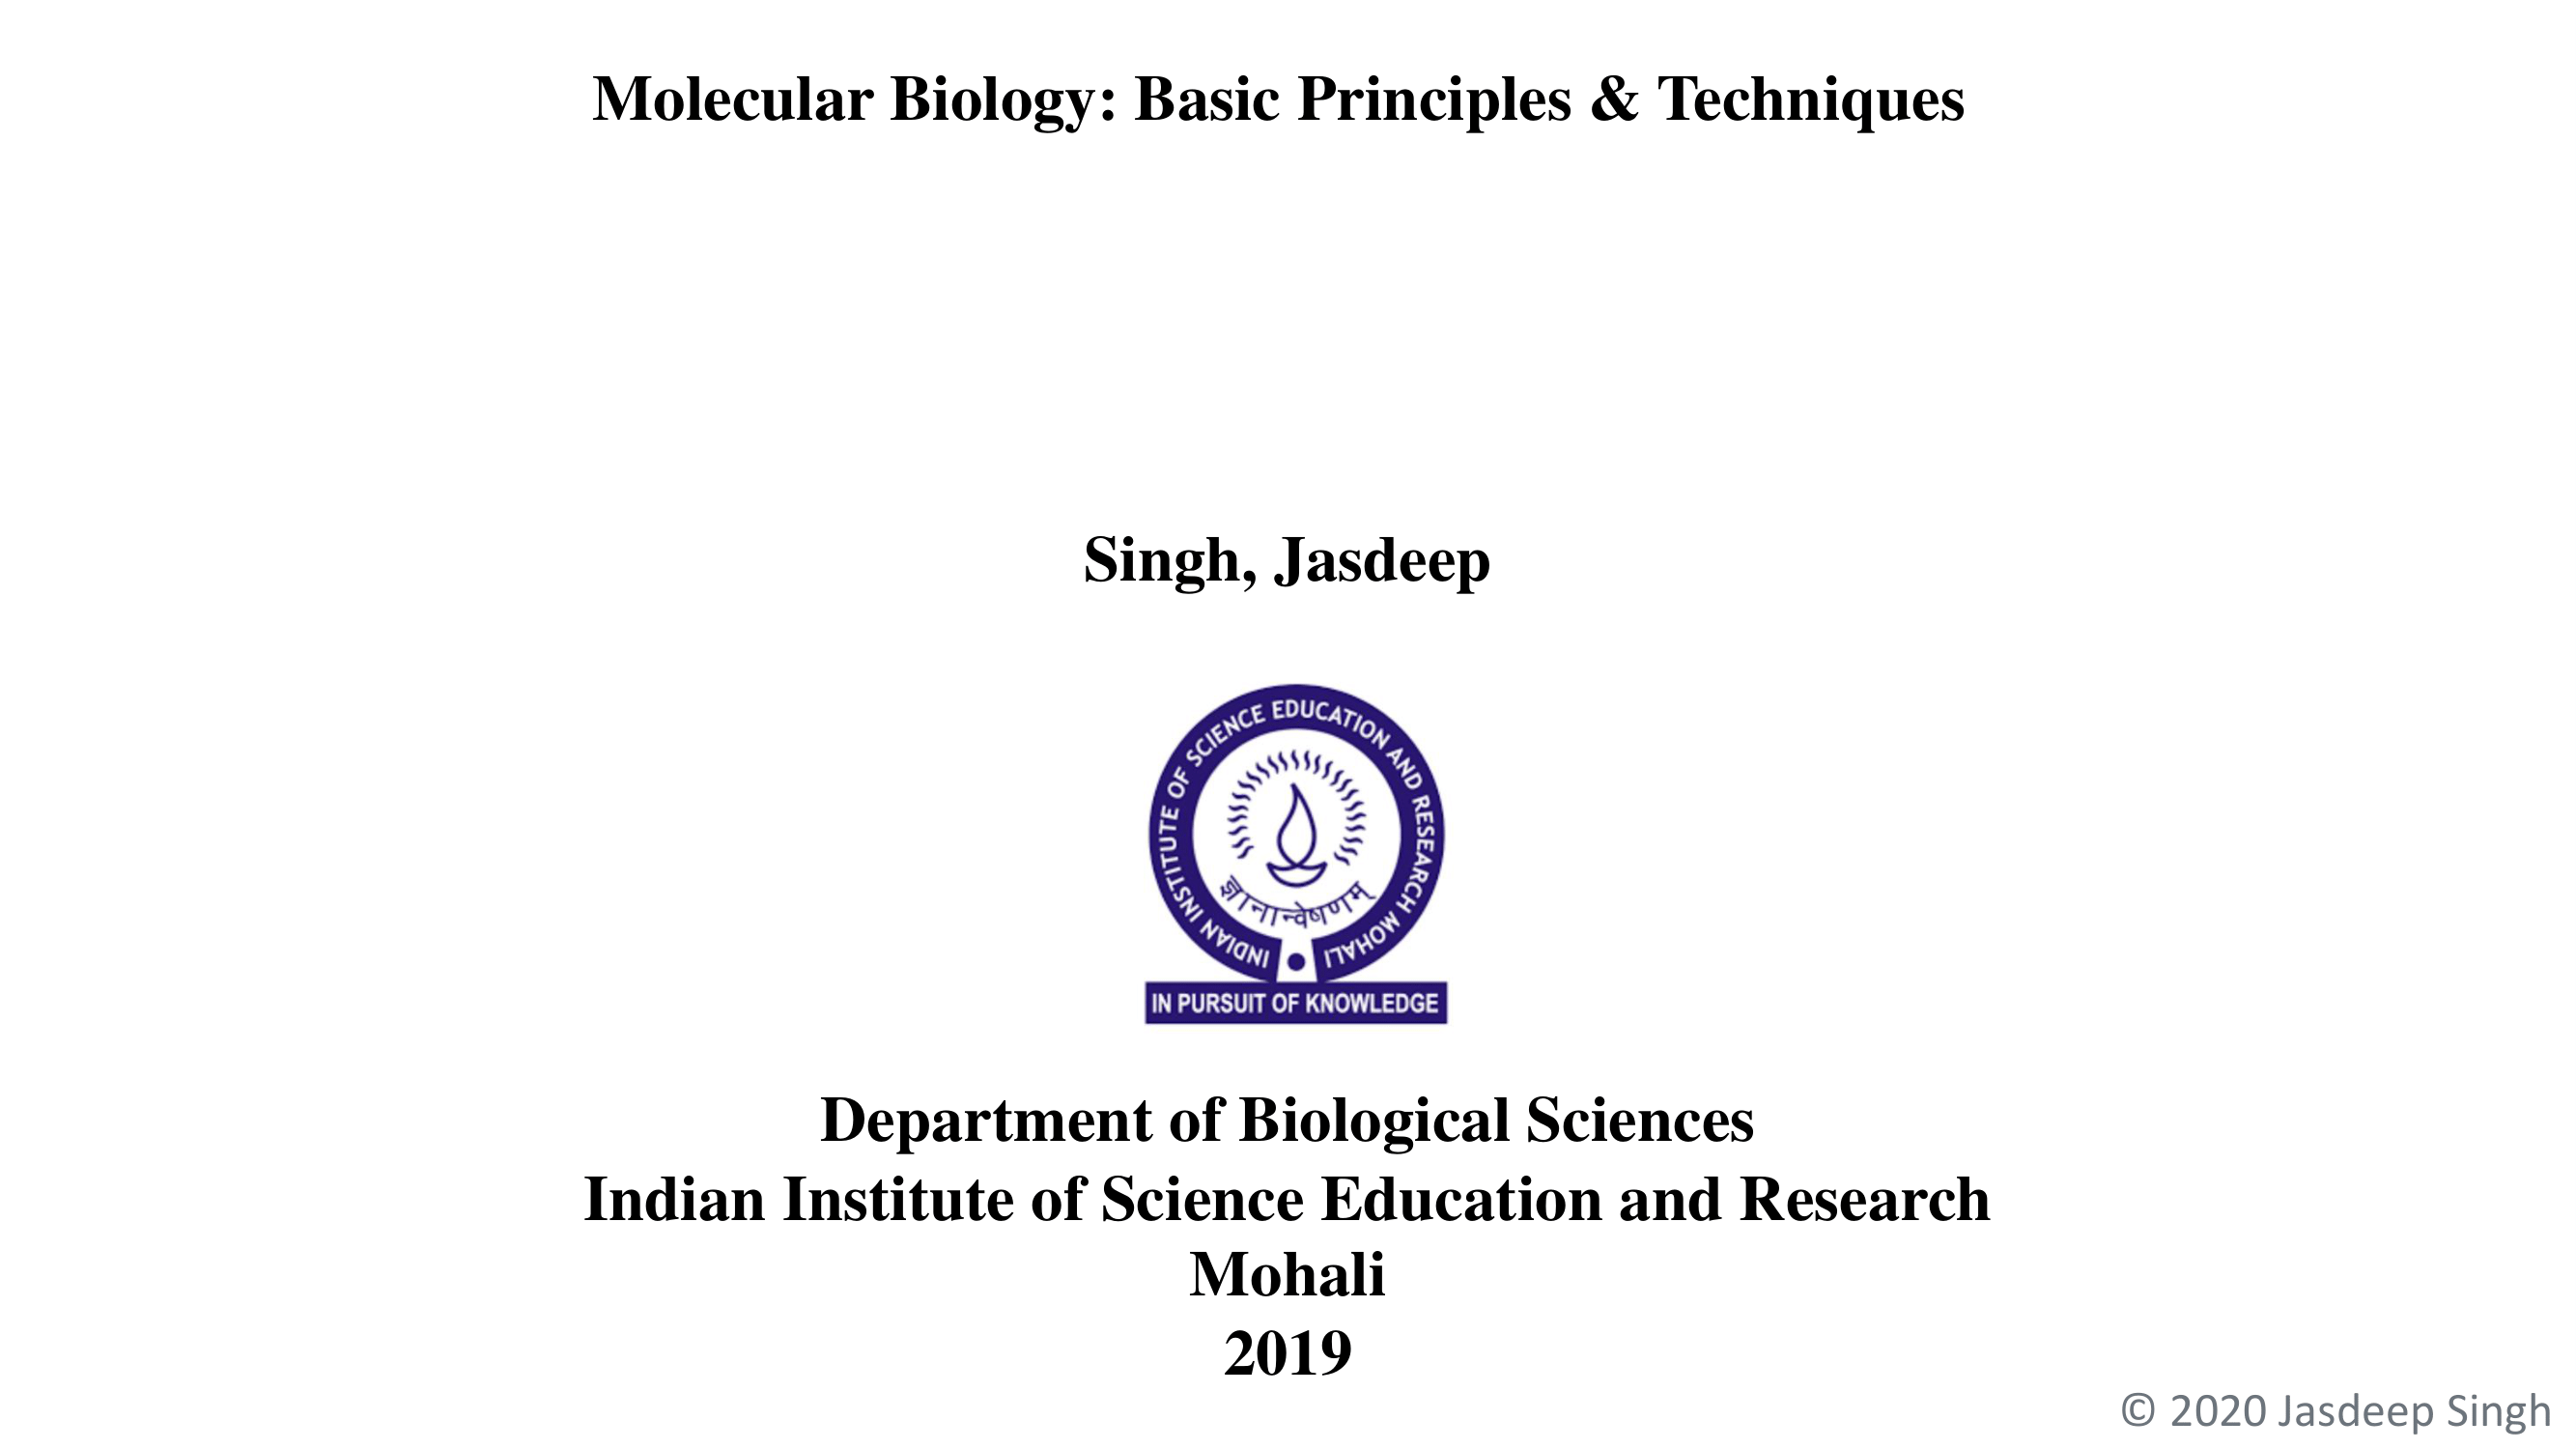 Molecular Biology: Basic Principles & Techniques
Singh, Jasdeep
INDIAN INSTITUTE OF SCIENCE EDUCATION AND RESEARCH MOHALI
ज्ञानान्वेषणम्
IN PURSUIT OF KNOWLEDGE
Department of Biological Sciences
Indian Institute of Science Education and Research
Mohali
2019
© 2020 Jasdeep Singh